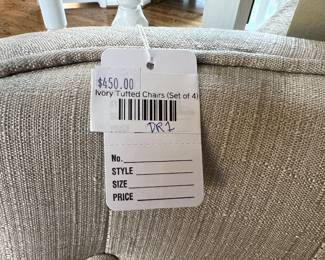 $450.00
Ivory Tufted Chairs (Set of 4)
DR1
No.
STYLE
SIZE
PRICE